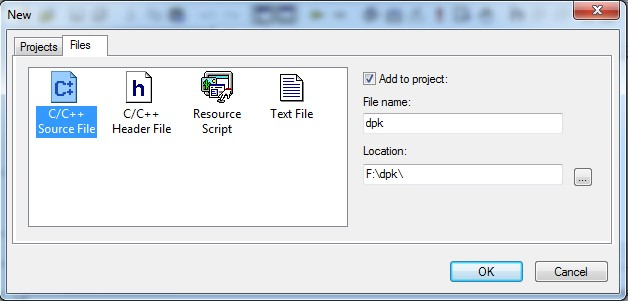 New
Projects
Files
C/C++
Source File
C/C++
Header File
Resource
Script
Text File
Add to project:
File name:
dpk
Location:
F:\dpk\
...
OK
Cancel